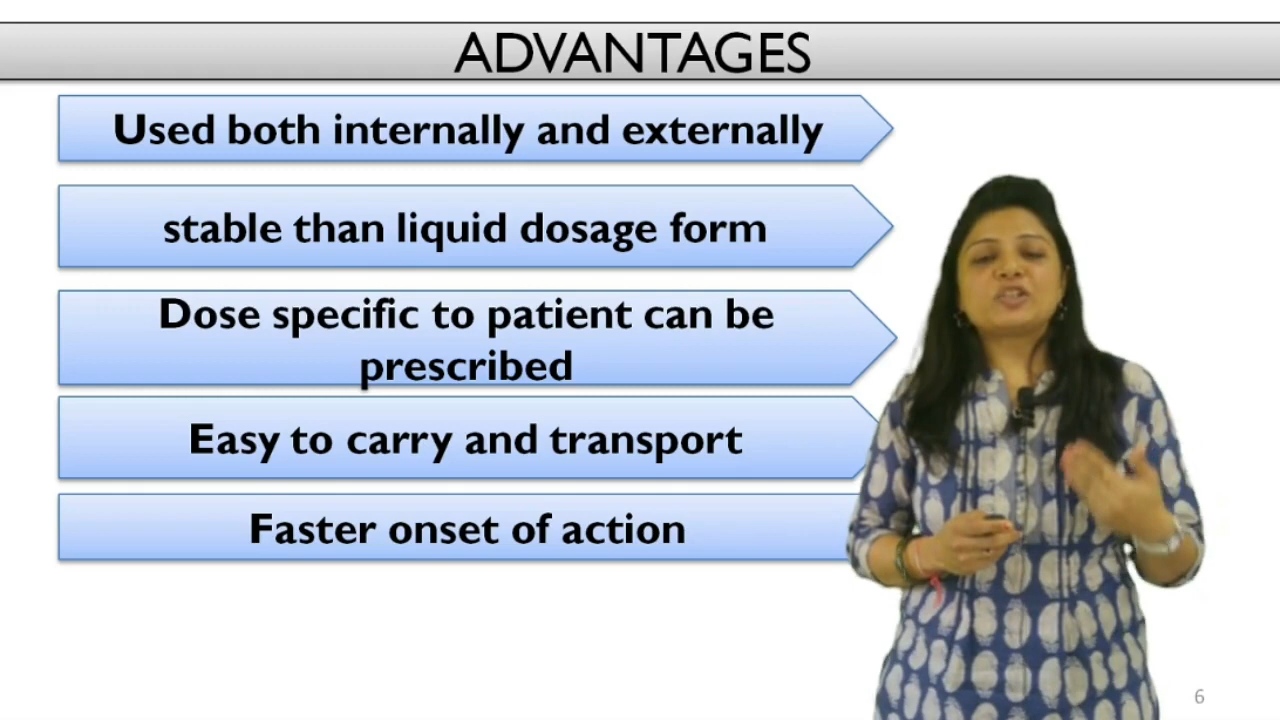 ADVANTAGES
Used both internally and externally
stable than liquid dosage form
Dose specific to patient can be
prescribed
Easy to carry and transport
Faster onset of action
6